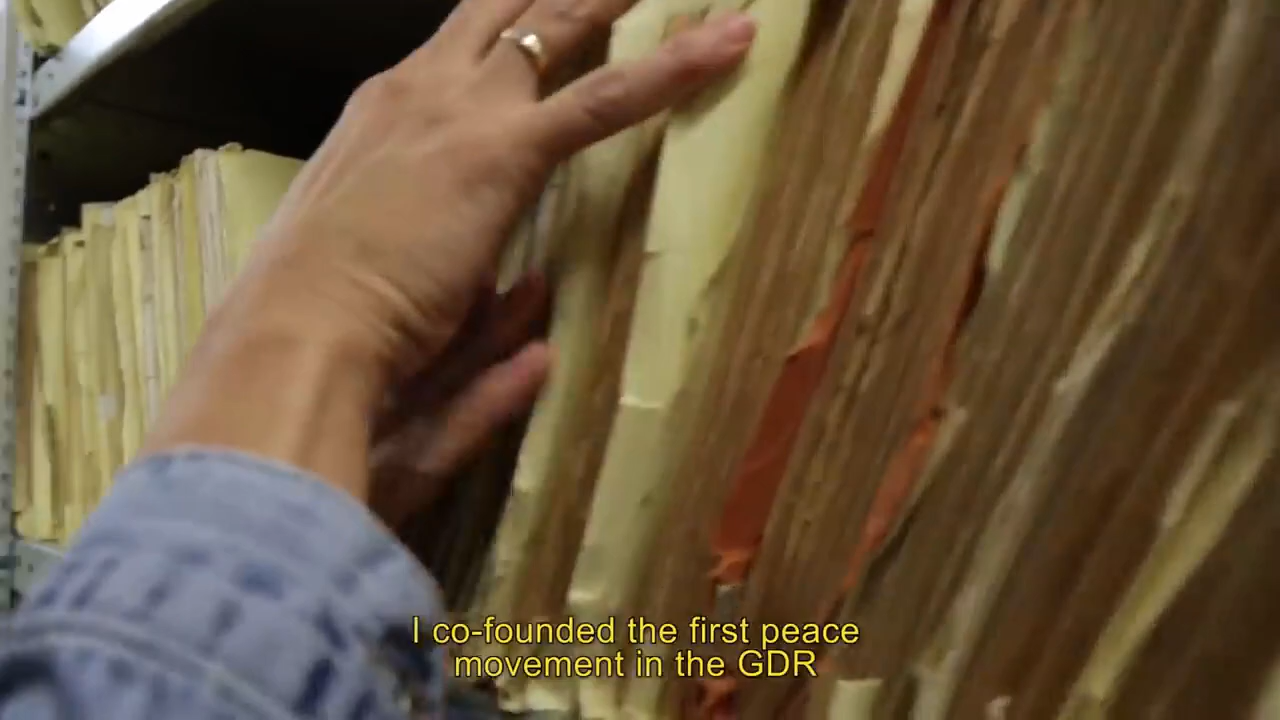 I co-founded the first peace
movement in the GDR